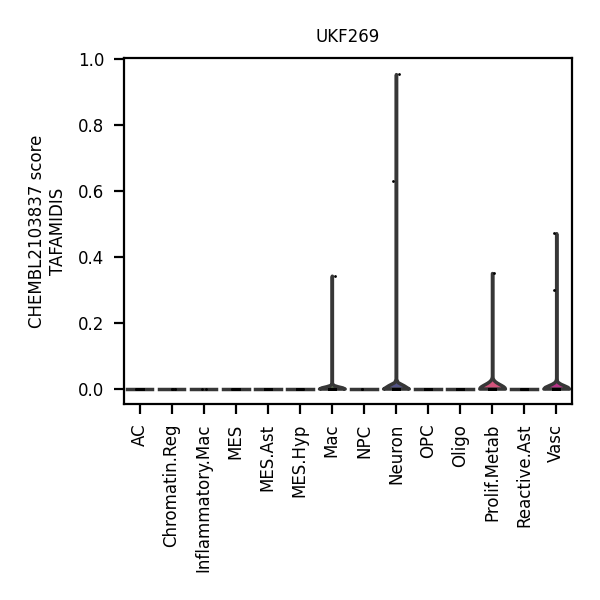 UKF269
CHEMBL2103837 score
TAFAMIDIS
1.0
0.8
0.6
0.4
0.2
0.0
AC
Chromatin.Reg
Inflammatory.Mac
MES
MES.Ast
MES.Hyp
Mac
NPC
Neuron
OPC
Oligo
Prolif.Metab
Reactive.Ast
Vasc